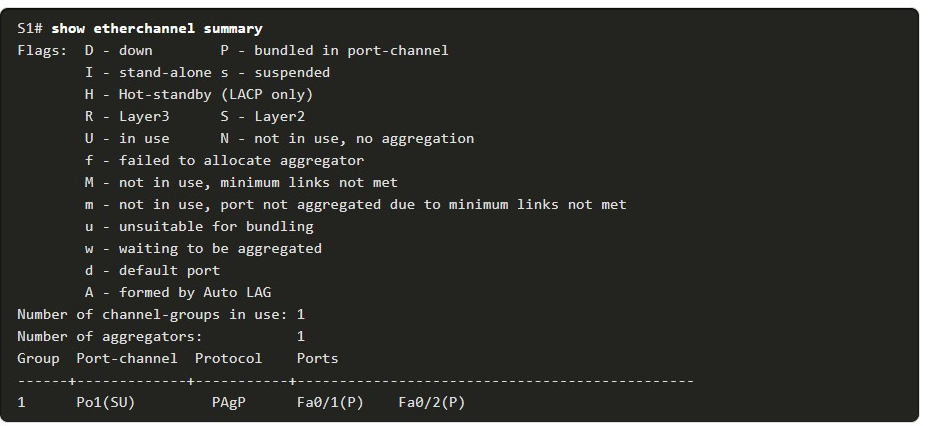 S1# show etherchannel summary
Flags:  D - down        P - bundled in port-channel
        I - stand-alone s - suspended
        H - Hot-standby (LACP only)
        R - Layer3      S - Layer2
        U - in use      N - not in use, no aggregation
        f - failed to allocate aggregator
        M - not in use, minimum links not met
        m - not in use, port not aggregated due to minimum links not met
        u - unsuitable for bundling
        w - waiting to be aggregated
        d - default port
        A - formed by Auto LAG
Number of channel-groups in use: 1
Number of aggregators:           1
Group  Port-channel  Protocol    Ports
------+-------------+-----------+-----------------------------------------------
1      Po1(SU)         PAgP      Fa0/1(P)    Fa0/2(P)